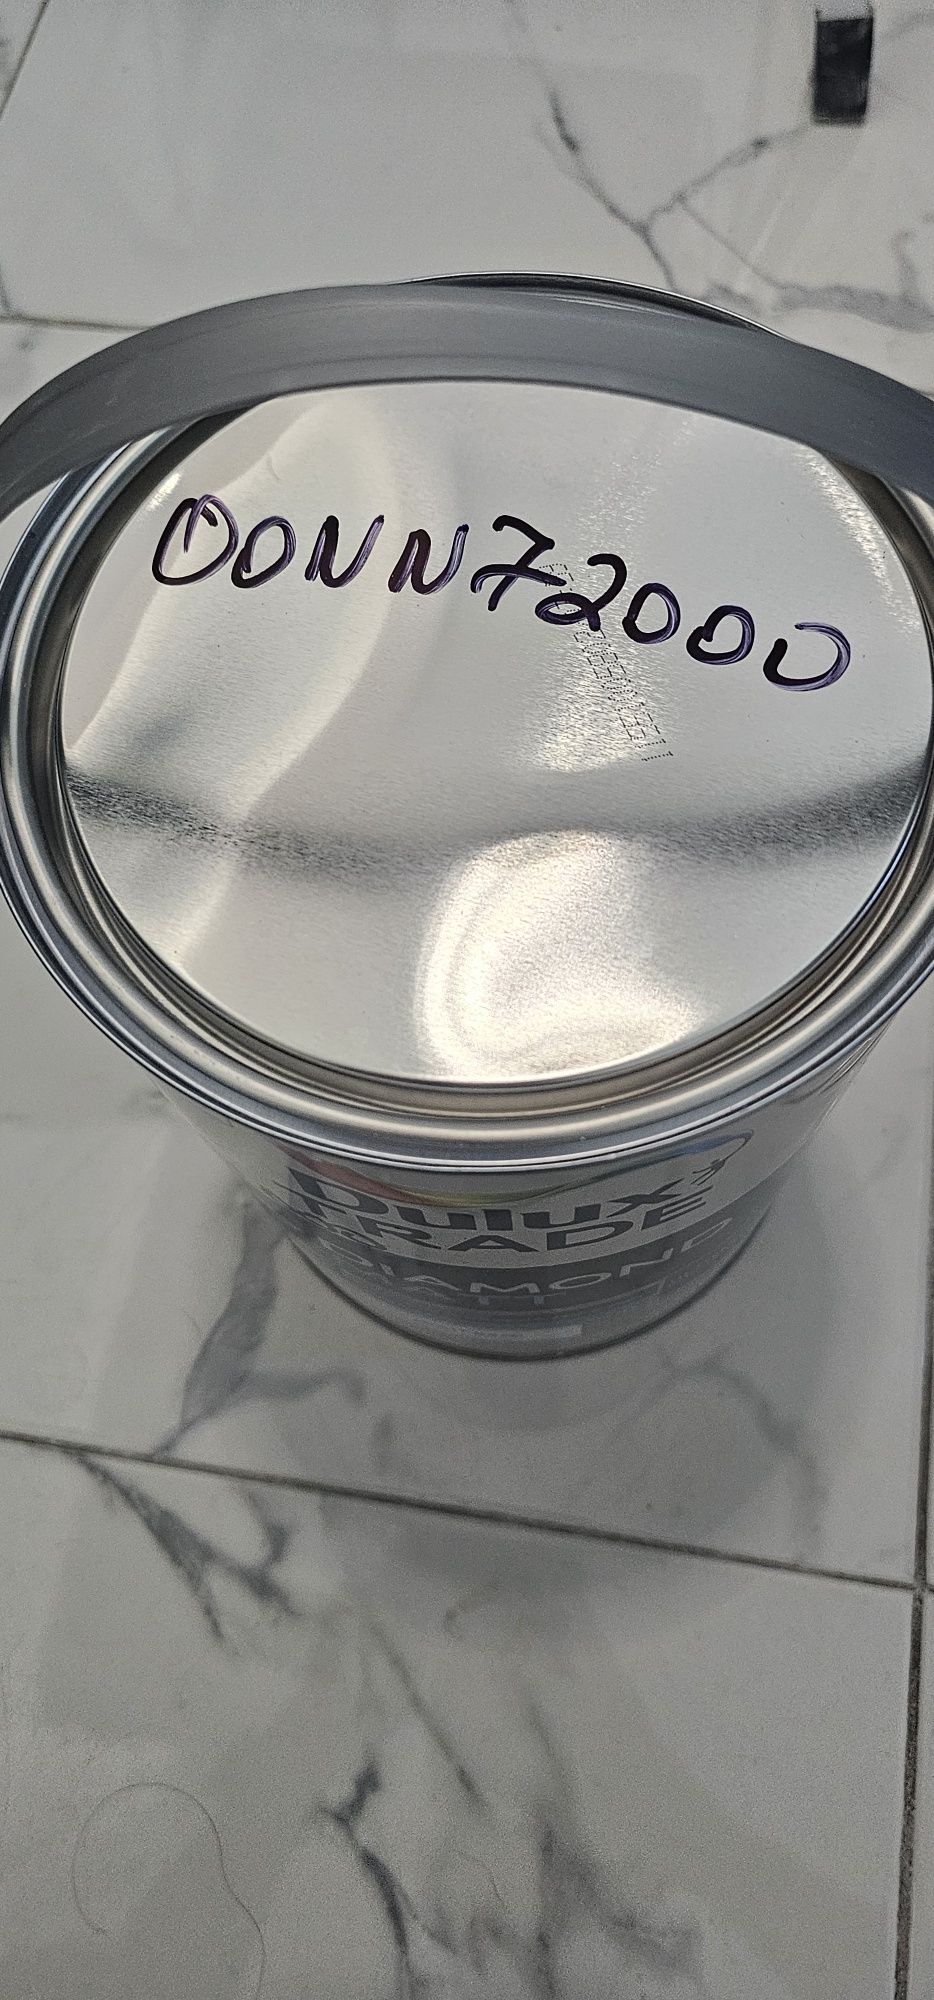 00NN72000
Dulux
TRADE
DIAMOND